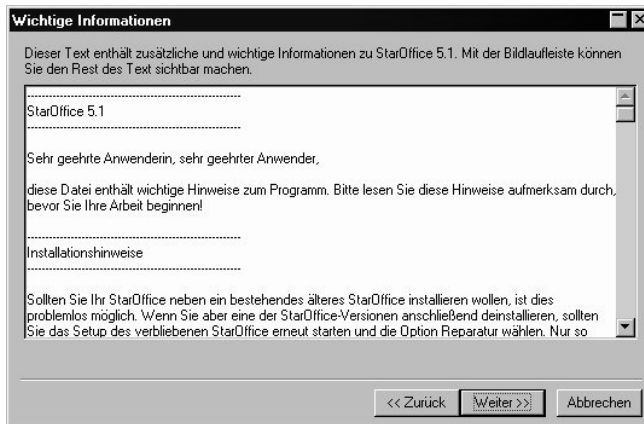 Wichtige Informationen
Dieser Text enthält zusätzliche und wichtige Informationen zu StarOffice 5.1. Mit der Bildlaufleiste können
Sie den Rest des Text sichtbar machen.
------------------------------------------------------------
StarOffice 5.1
------------------------------------------------------------
Sehr geehrte Anwenderin, sehr geehrter Anwender,
diese Datei enthält wichtige Hinweise zum Programm. Bitte lesen Sie diese Hinweise aufmerksam durch,
bevor Sie Ihre Arbeit beginnen!
------------------------------------------------------------
Installationshinweise
------------------------------------------------------------
Sollten Sie Ihr StarOffice neben ein bestehendes älteres StarOffice installieren wollen, ist dies
problemlos möglich. Wenn Sie aber eine der StarOffice-Versionen anschließend deinstallieren, sollten
Sie das Setup des verbliebenen StarOffice erneut starten und die Option Reparatur wählen. Nur so
<< Zurück
Weiter >>
Abbrechen